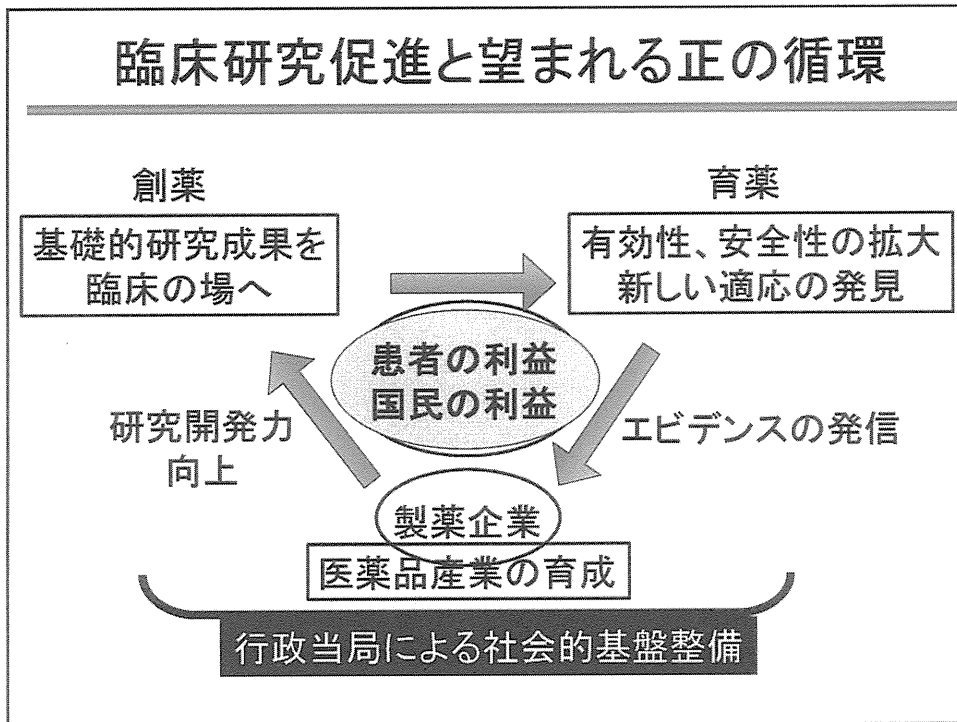 臨床研究促進と望まれる正の循環
創薬
基礎的研究成果を
臨床の場へ
育薬
有効性、安全性の拡大
新しい適応の発見
患者の利益
国民の利益
研究開発力
向上
エビデンスの発信
製薬企業
医薬品産業の育成
行政当局による社会的基盤整備